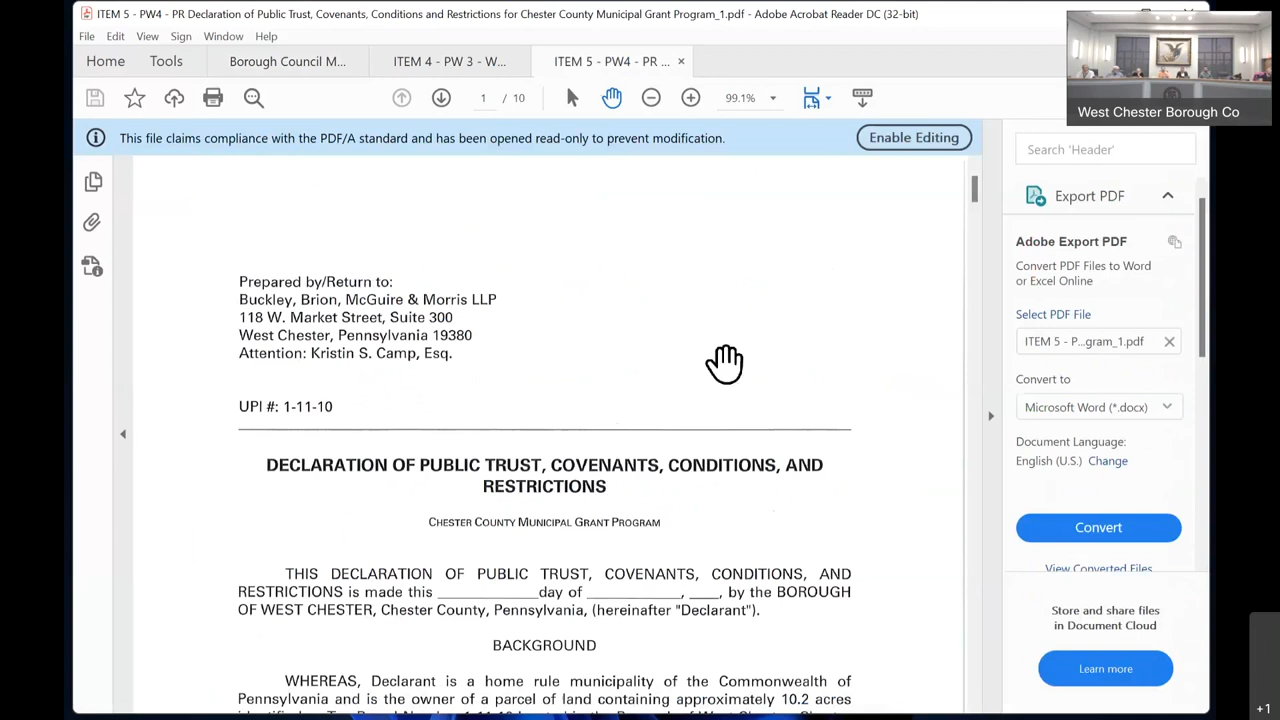 ITEM 5 - PW4 - PR Declaration of Public Trust, Covenants, Conditions and Restrictions for Chester County Municipal Grant Program_1.pdf - Adobe Acrobat Reader DC (32-bit)
File Edit View Sign Window Help
West Chester Borough Co
Home Tools Borough Council M... ITEM 4 - PW 3 - W... ITEM 5 - PW4 - PR ...
1 / 10 99.1%
This file claims compliance with the PDF/A standard and has been opened read-only to prevent modification. Enable Editing
Prepared by/Return to:
Buckley, Brion, McGuire & Morris LLP
118 W. Market Street, Suite 300
West Chester, Pennsylvania 19380
Attention: Kristin S. Camp, Esq.
UPI #: 1-11-10
DECLARATION OF PUBLIC TRUST, COVENANTS, CONDITIONS, AND
RESTRICTIONS
CHESTER COUNTY MUNICIPAL GRANT PROGRAM
THIS DECLARATION OF PUBLIC TRUST, COVENANTS, CONDITIONS, AND
RESTRICTIONS is made this ____________day of ______________, ____, by the BOROUGH
OF WEST CHESTER, Chester County, Pennsylvania, (hereinafter "Declarant").
BACKGROUND
WHEREAS, Declarant is a home rule municipality of the Commonwealth of
Pennsylvania and is the owner of a parcel of land containing approximately 10.2 acres
Search 'Header'
Export PDF
Adobe Export PDF
Convert PDF Files to Word
or Excel Online
Select PDF File
ITEM 5 - P...gram_1.pdf
Convert to
Microsoft Word (*.docx)
Document Language:
English (U.S.) Change
Convert
View Converted Files
Store and share files
in Document Cloud
Learn more
+1